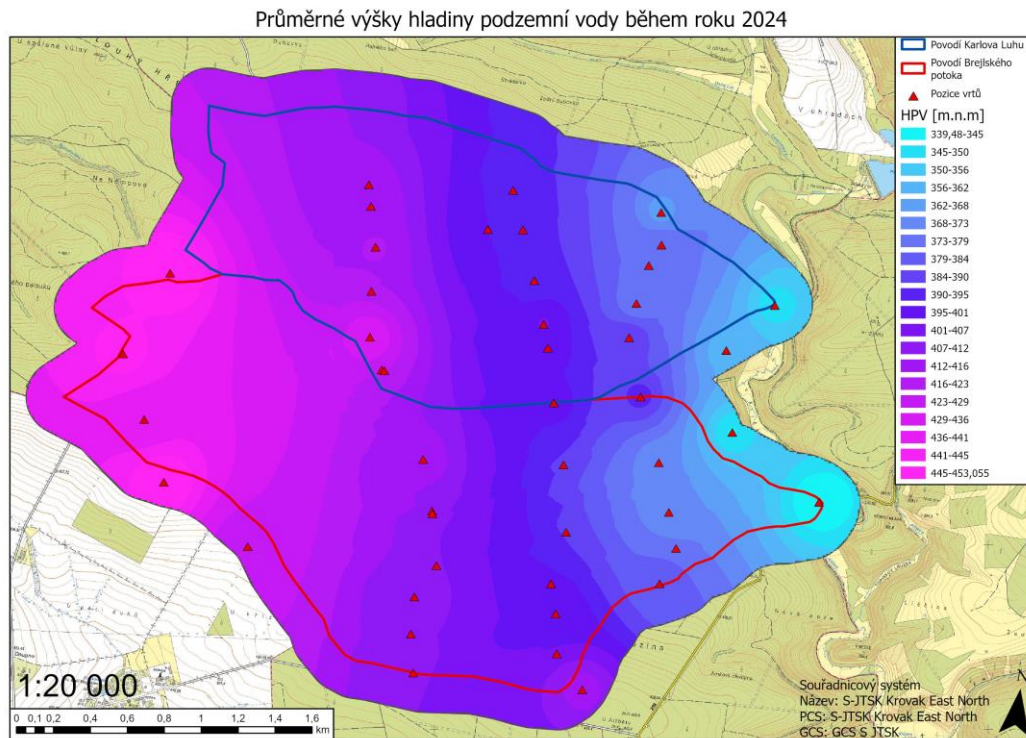 Průměrné výšky hladiny podzemní vody během roku 2024
Povodí Karlova Luhu
Povodí Brejlského
potoka
Pozice vrtů
HPV [m.n.m]
339,48-345
345-350
350-356
356-362
362-368
368-373
373-379
379-384
384-390
390-395
395-401
401-407
407-412
412-416
416-423
423-429
429-436
436-441
441-445
445-453,055
V uhradách
Na Némpově
1:20 000
0 0,1 0,2 0,4 0,6 0,8 1 1,2 1,4 1,6
km
Souřadnicový systém
Název: S-JTSK Krovak East North
PCS: S-JTSK Krovak East North
GCS: GCS S JTSK
N